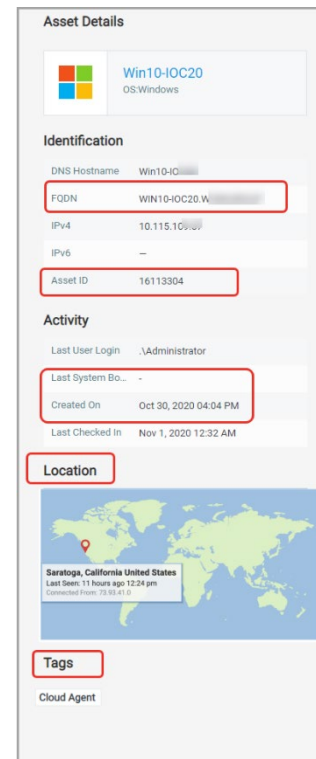 Asset Details
Win10-IOC20
OS:Windows
Identification
DNS Hostname Win10-IO
FQDN WIN10-IOC20.W
IPv4 10.115.10
IPv6 –
Asset ID 16113304
Activity
Last User Login .\Administrator
Last System Bo... -
Created On Oct 30, 2020 04:04 PM
Last Checked In Nov 1, 2020 12:32 AM
Location
Saratoga, California United States
Last Seen: 11 hours ago 12:24 pm
Connected From: 73.93.41.0
Tags
Cloud Agent